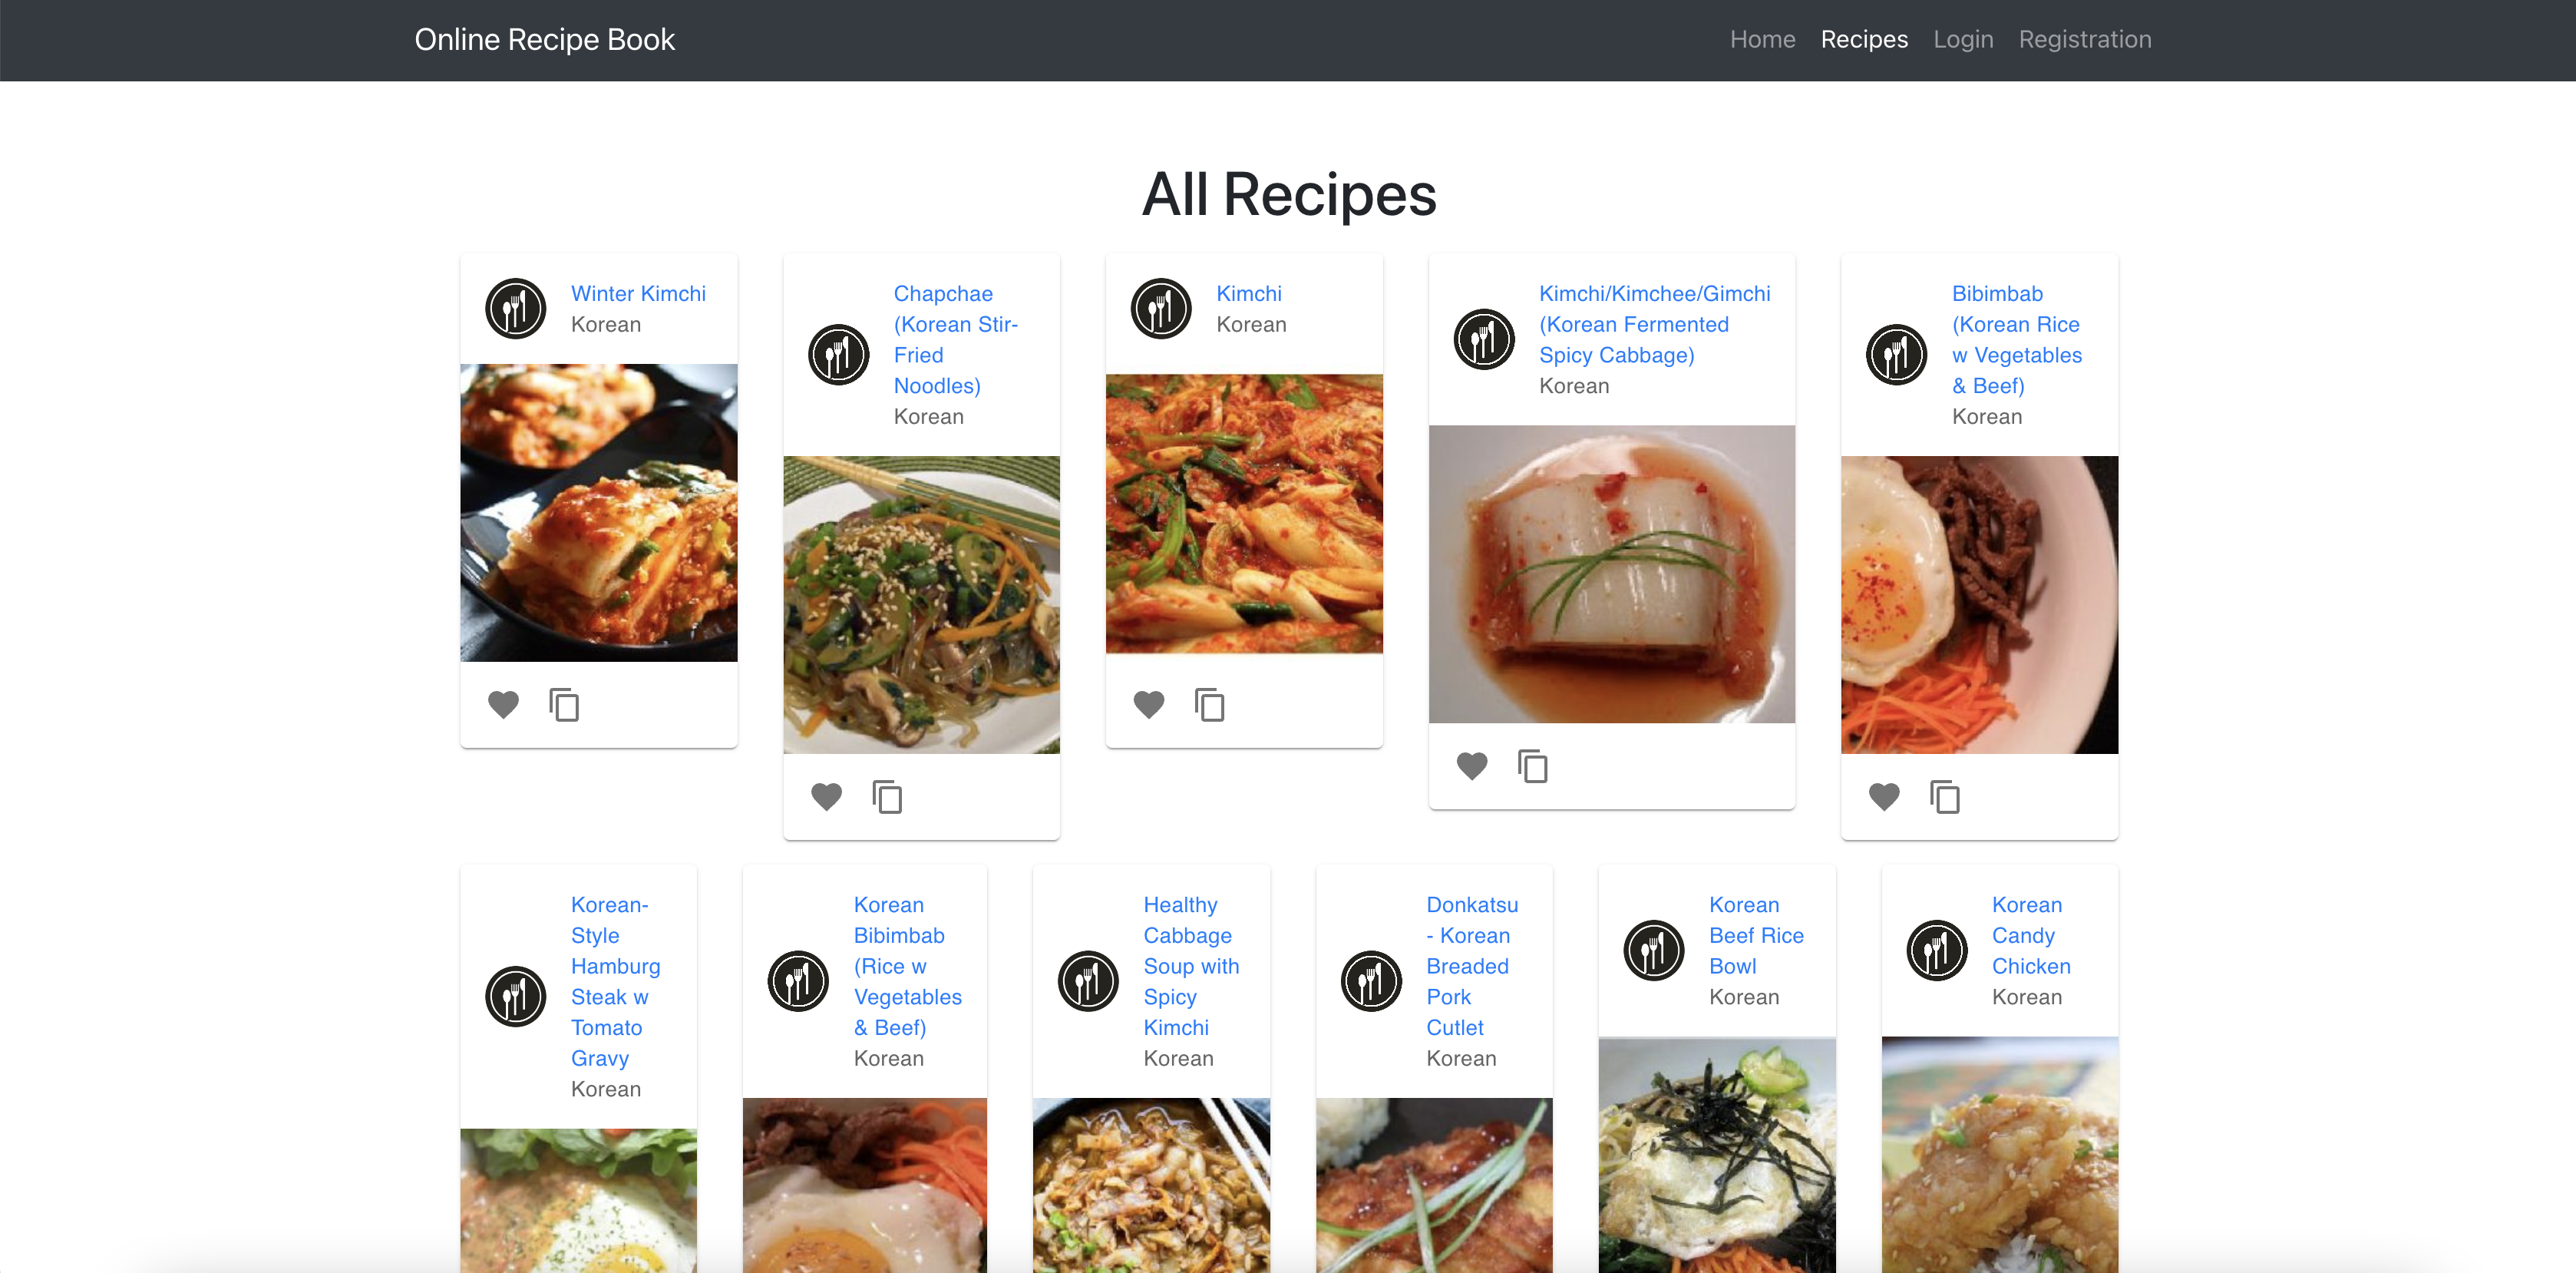 Online Recipe Book
Home Recipes Login Registration
All Recipes
Winter Kimchi
Korean
Chapchae
(Korean Stir-
Fried
Noodles)
Korean
Kimchi
Korean
Kimchi/Kimchee/Gimchi
(Korean Fermented
Spicy Cabbage)
Korean
Bibimbab
(Korean Rice
w Vegetables
& Beef)
Korean
Korean-
Style
Hamburg
Steak w
Tomato
Gravy
Korean
Korean
Bibimbab
(Rice w
Vegetables
& Beef)
Korean
Healthy
Cabbage
Soup with
Spicy
Kimchi
Korean
Donkatsu
- Korean
Breaded
Pork
Cutlet
Korean
Korean
Beef Rice
Bowl
Korean
Korean
Candy
Chicken
Korean